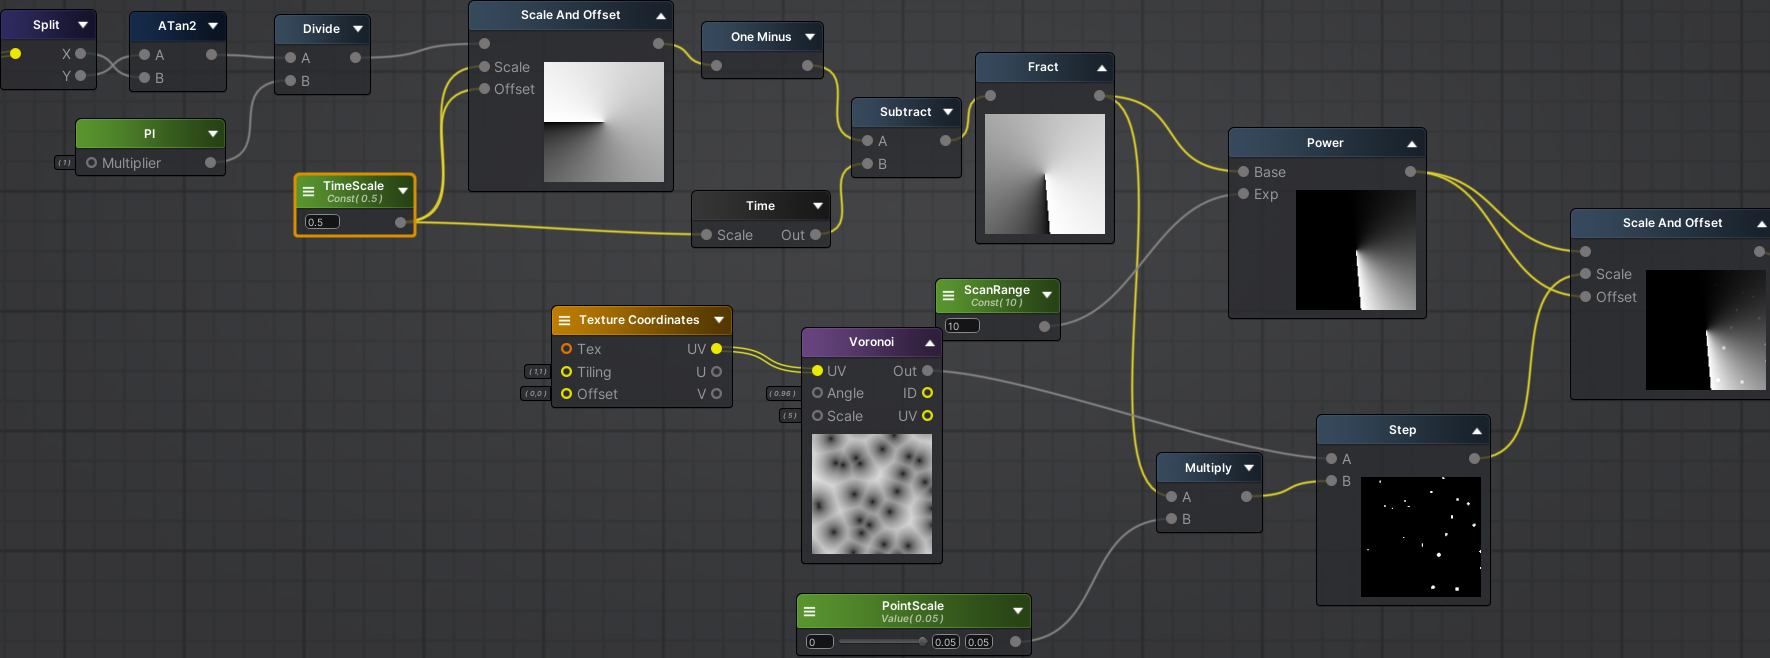 Split
X
Y
ATan2
A
B
Divide
A
B
PI
(1)
Multiplier
TimeScale
Const( 0.5 )
0.5
Scale And Offset
Scale
Offset
One Minus
Time
Scale Out
Subtract
A
B
Fract
Power
Base
Exp
Scale And Offset
Scale
Offset
ScanRange
Const( 10 )
10
Texture Coordinates
Tex UV
(1,1) Tiling U
(0,0) Offset V
Voronoi
UV Out
(0.96) Angle ID
(5) Scale UV
Multiply
A
B
Step
A
B
PointScale
Value( 0.05 )
0 0.05 0.05